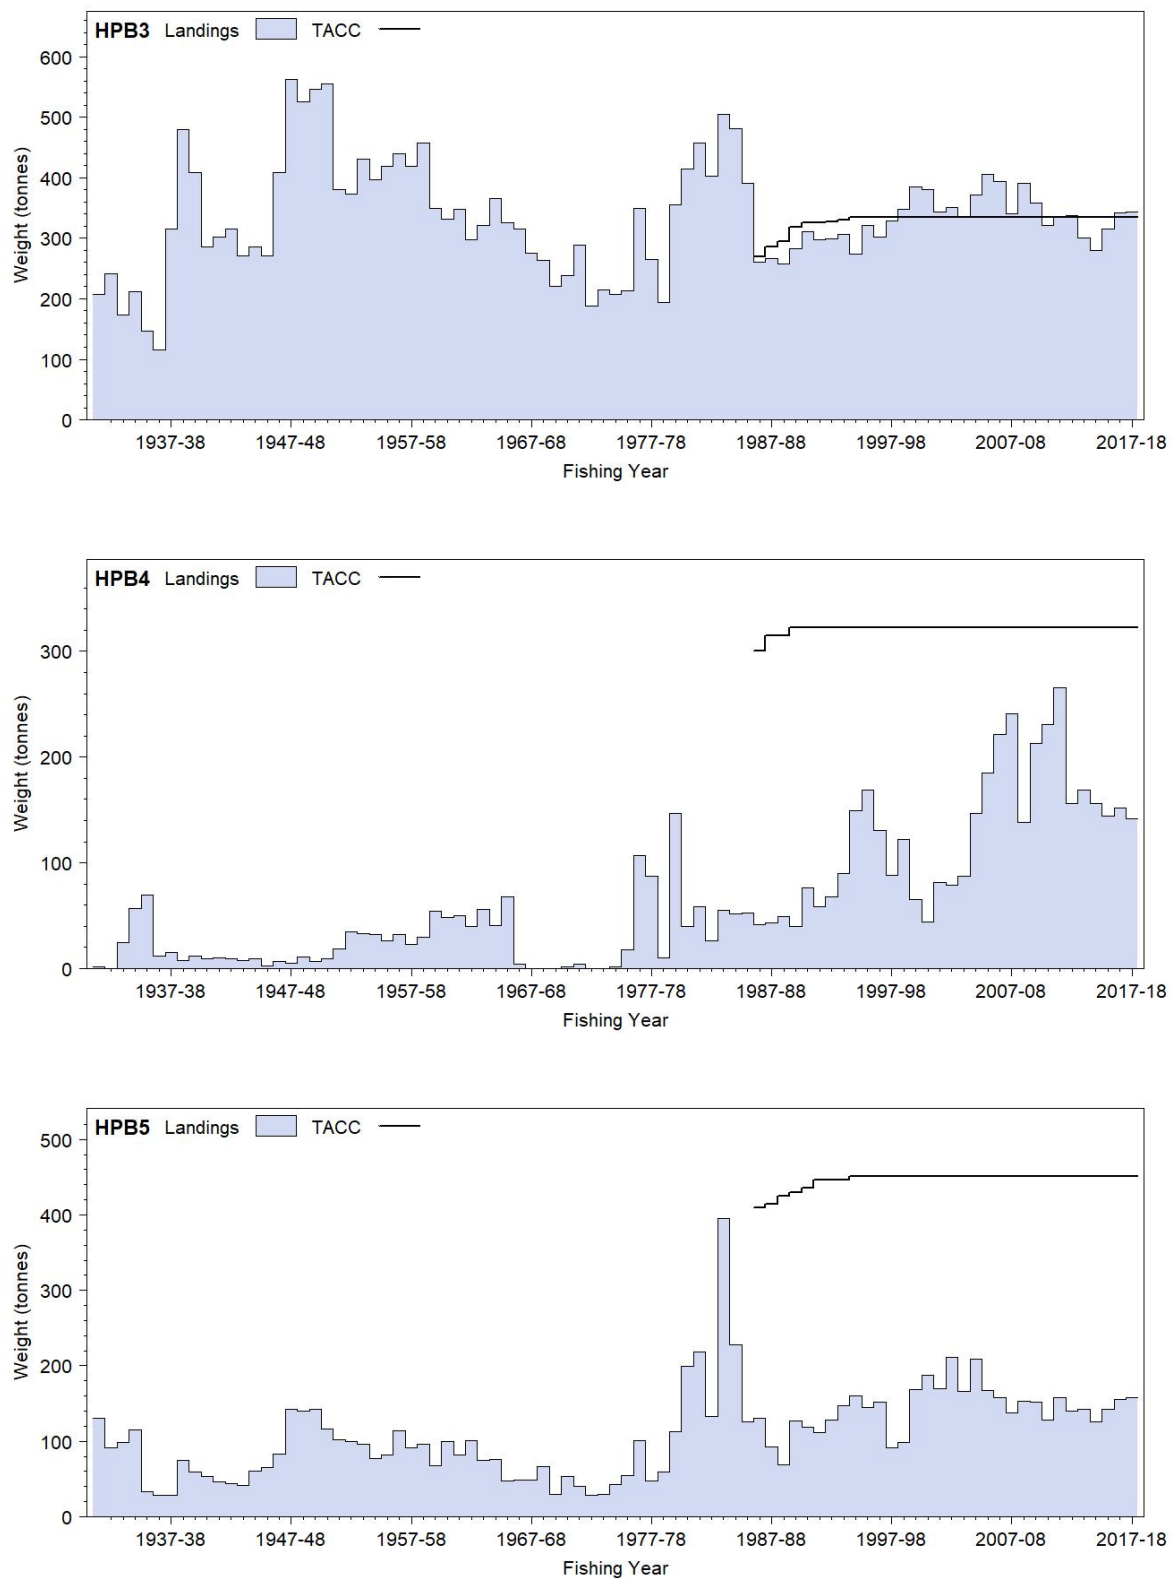 HPB3 Landings TACC
600
500
400
300
200
100
0
Weight (tonnes)
1937-38 1947-48 1957-58 1967-68 1977-78 1987-88 1997-98 2007-08 2017-18
Fishing Year
HPB4 Landings TACC
300
200
100
0
Weight (tonnes)
1937-38 1947-48 1957-58 1967-68 1977-78 1987-88 1997-98 2007-08 2017-18
Fishing Year
HPB5 Landings TACC
500
400
300
200
100
0
Weight (tonnes)
1937-38 1947-48 1957-58 1967-68 1977-78 1987-88 1997-98 2007-08 2017-18
Fishing Year